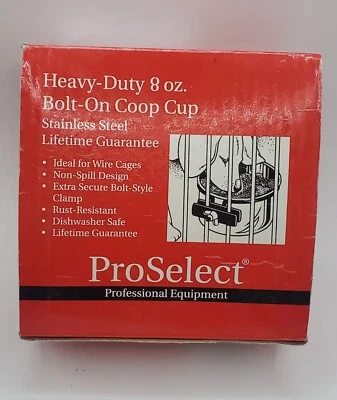 Heavy-Duty 8 oz.
Bolt-On Coop Cup
Stainless Steel
Lifetime Guarantee
• Ideal for Wire Cages
• Non-Spill Design
• Extra Secure Bolt-Style
Clamp
• Rust-Resistant
• Dishwasher Safe
• Lifetime Guarantee
ProSelect®
Professional Equipment